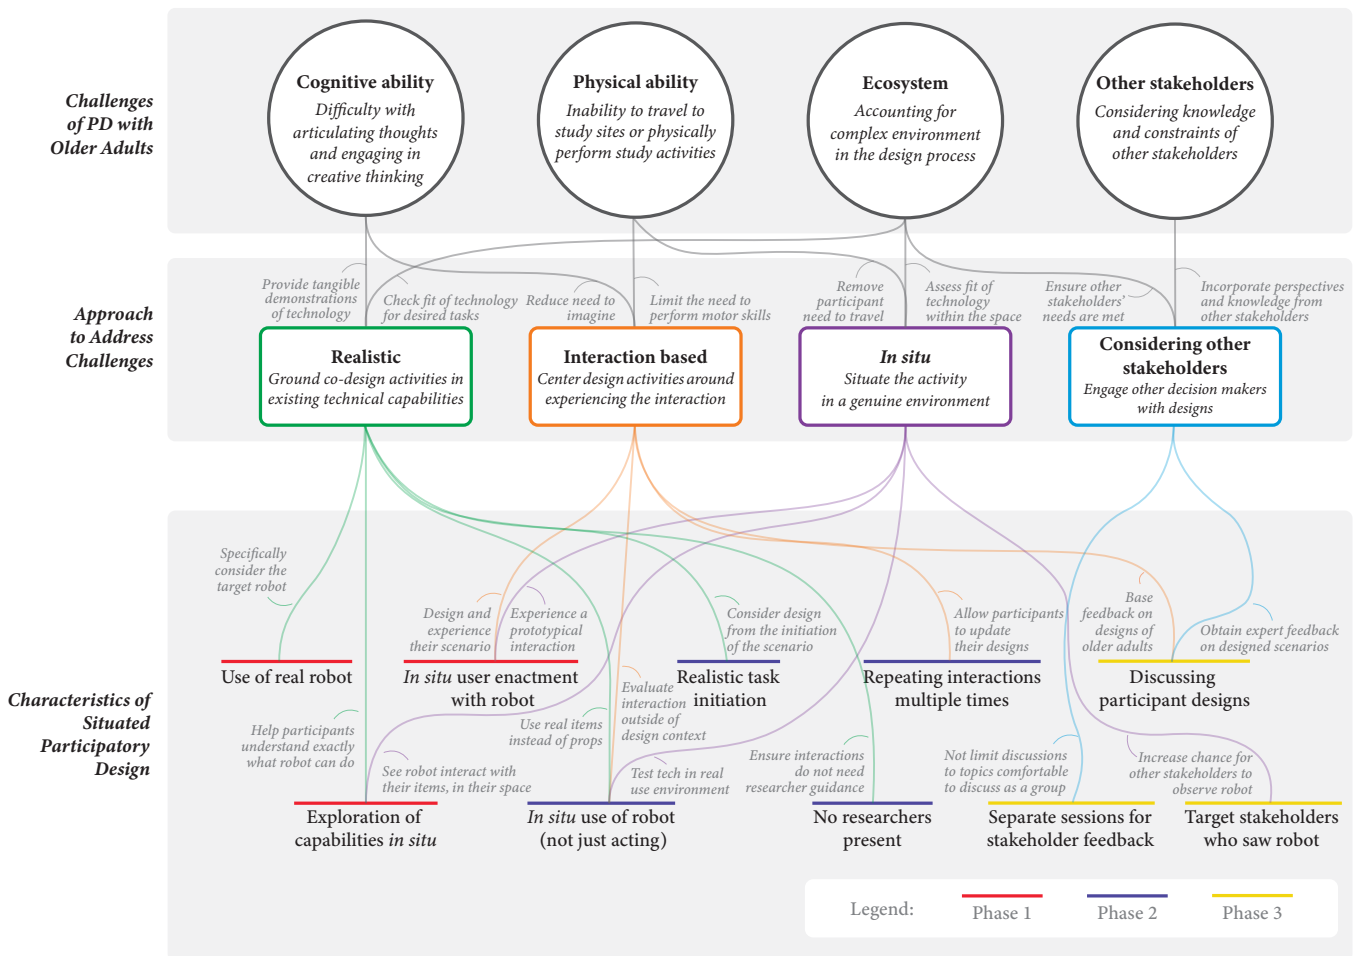 Challenges
of PD with
Older Adults
Cognitive ability
Difficulty with
articulating thoughts
and engaging in
creative thinking
Physical ability
Inability to travel to
study sites or physically
perform study activities
Ecosystem
Accounting for
complex environment
in the design process
Other stakeholders
Considering knowledge
and constraints of
other stakeholders
Approach
to Address
Challenges
Provide tangible
demonstrations
of technology
Check fit of technology
for desired tasks
Reduce need to
imagine
Limit the need to
perform motor skills
Remove
participant
need to travel
Assess fit of
technology
within the space
Ensure other
stakeholders'
needs are met
Incorporate perspectives
and knowledge from
other stakeholders
Realistic
Ground co-design activities in
existing technical capabilities
Interaction based
Center design activities around
experiencing the interaction
In situ
Situate the activity
in a genuine environment
Considering other
stakeholders
Engage other decision makers
with designs
Characteristics of
Situated
Participatory
Design
Specifically
consider the
target robot
Design and
experience
their scenario
Experience a
prototypical
interaction
Consider design
from the initiation
of the scenario
Allow participants
to update
their designs
Base
feedback on
designs of
older adults
Obtain expert feedback
on designed scenarios
Use of real robot
In situ user enactment
with robot
Realistic task
initiation
Repeating interactions
multiple times
Discussing
participant designs
Help participants
understand exactly
what robot can do
See robot interact with
their items, in their space
Use real items
instead of props
Evaluate
interaction
outside of
design context
Test tech in real
use environment
Ensure interactions
do not need
researcher guidance
Not limit discussions
to topics comfortable
to discuss as a group
Increase chance for
other stakeholders to
observe robot
Exploration of
capabilities in situ
In situ use of robot
(not just acting)
No researchers
present
Separate sessions for
stakeholder feedback
Target stakeholders
who saw robot
Legend:
Phase 1
Phase 2
Phase 3